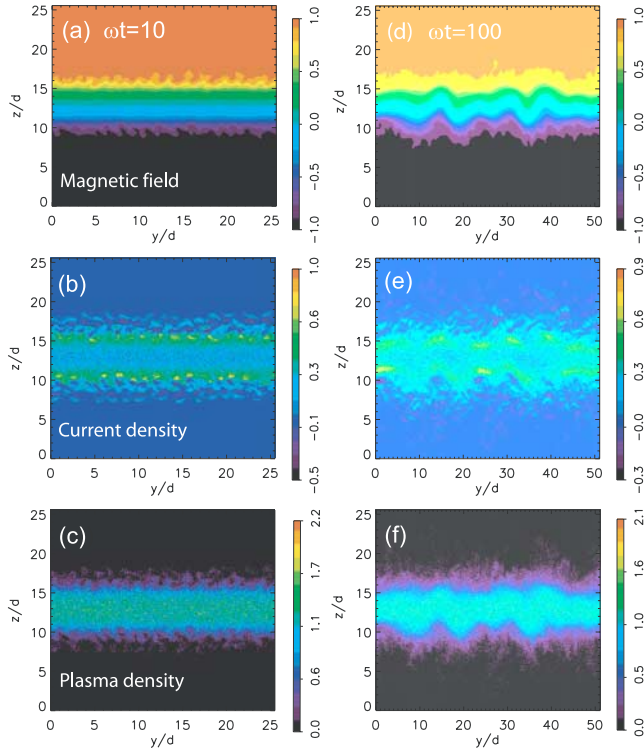 (a) ωt=10
z/d
25
20
15
10
5
0
Magnetic field
0 5 10 15 20 25
y/d
1.0
0.5
0.0
−0.5
−1.0
(d) ωt=100
z/d
25
20
15
10
5
0
0 10 20 30 40 50
y/d
1.0
0.5
0.0
−0.5
−1.0
(b)
z/d
25
20
15
10
5
0
Current density
0 5 10 15 20 25
y/d
1.0
0.6
0.3
−0.1
−0.5
(e)
z/d
25
20
15
10
5
0
0 10 20 30 40 50
y/d
0.9
0.6
0.3
−0.0
−0.3
(c)
z/d
25
20
15
10
5
0
Plasma density
0 5 10 15 20 25
y/d
2.2
1.7
1.1
0.6
0.0
(f)
z/d
25
20
15
10
5
0
0 10 20 30 40 50
y/d
2.1
1.6
1.0
0.5
0.0